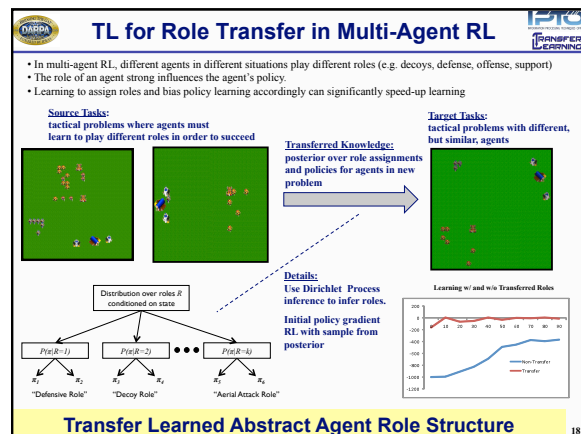 DARPA
TL for Role Transfer in Multi-Agent RL
IPTO
TRANSFER
LEARNING
• In multi-agent RL, different agents in different situations play different roles (e.g. decoys, defense, offense, support)
• The role of an agent strong influences the agent's policy.
• Learning to assign roles and bias policy learning accordingly can significantly speed-up learning
Source Tasks:
tactical problems where agents must
learn to play different roles in order to succeed
Transferred Knowledge:
posterior over role assignments
and policies for agents in new
problem
Target Tasks:
tactical problems with different,
but similar, agents
Distribution over roles R
conditioned on state
P(π|R=1)
P(π|R=2)
P(π|R=k)
π1 π2 π3 π4 π5 π6
"Defensive Role" "Decoy Role" "Aerial Attack Role"
Details:
Use Dirichlet Process
inference to infer roles.
Initial policy gradient
RL with sample from
posterior
Learning w/ and w/o Transferred Roles
200
0
-200
-400
-600
-800
-1000
-1200
10 20 30 40 50 60 70 80 90
Non-Transfer
Transfer
Transfer Learned Abstract Agent Role Structure
18